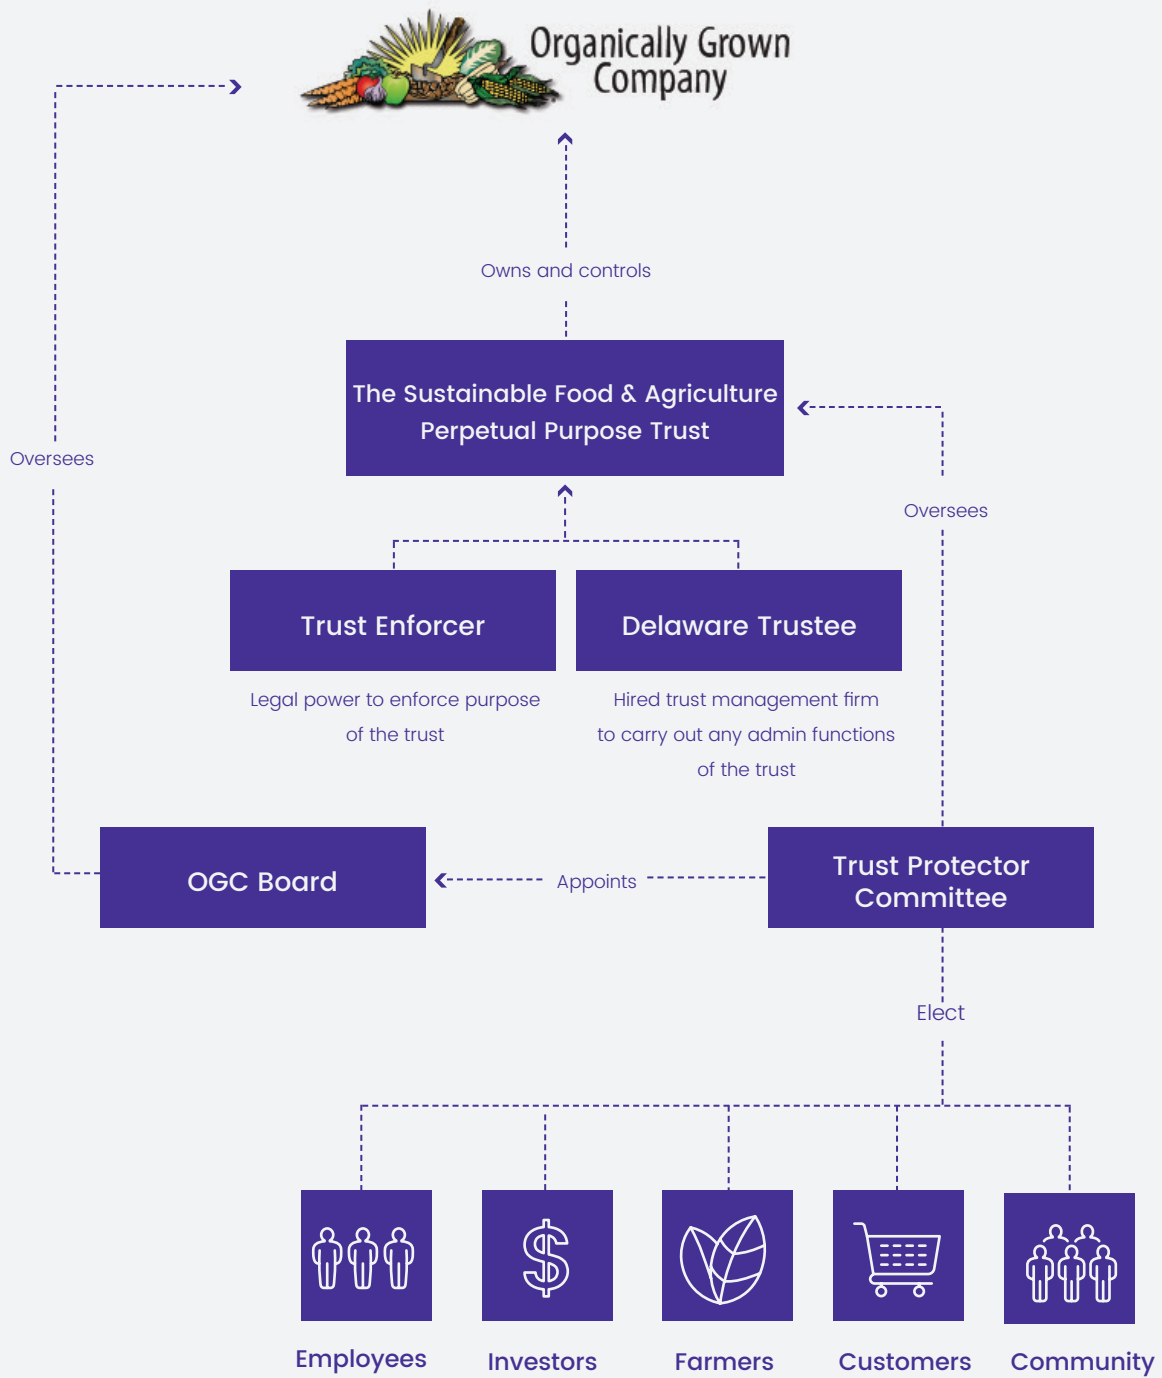 Organically Grown
Company
Owns and controls
The Sustainable Food & Agriculture
Perpetual Purpose Trust
Oversees
Oversees
Trust Enforcer
Delaware Trustee
Legal power to enforce purpose
of the trust
Hired trust management firm
to carry out any admin functions
of the trust
OGC Board
Appoints
Trust Protector
Committee
Elect
Employees
Investors
Farmers
Customers
Community